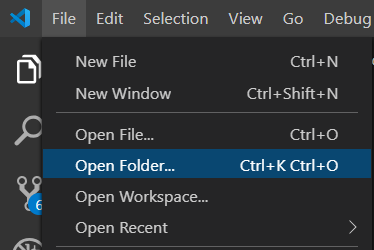 File Edit Selection View Go Debug
New File Ctrl+N
New Window Ctrl+Shift+N
Open File... Ctrl+O
Open Folder... Ctrl+K Ctrl+O
Open Workspace...
6
Open Recent